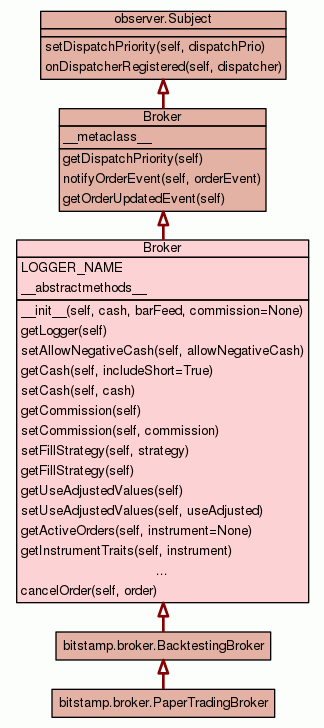 observer.Subject
setDispatchPriority(self, dispatchPrio)
onDispatcherRegistered(self, dispatcher)
Broker
__metaclass__
getDispatchPriority(self)
notifyOrderEvent(self, orderEvent)
getOrderUpdatedEvent(self)
Broker
LOGGER_NAME
__abstractmethods__
__init__(self, cash, barFeed, commission=None)
getLogger(self)
setAllowNegativeCash(self, allowNegativeCash)
getCash(self, includeShort=True)
setCash(self, cash)
getCommission(self)
setCommission(self, commission)
setFillStrategy(self, strategy)
getFillStrategy(self)
getUseAdjustedValues(self)
setUseAdjustedValues(self, useAdjusted)
getActiveOrders(self, instrument=None)
getInstrumentTraits(self, instrument)
...
cancelOrder(self, order)
bitstamp.broker.BacktestingBroker
bitstamp.broker.PaperTradingBroker